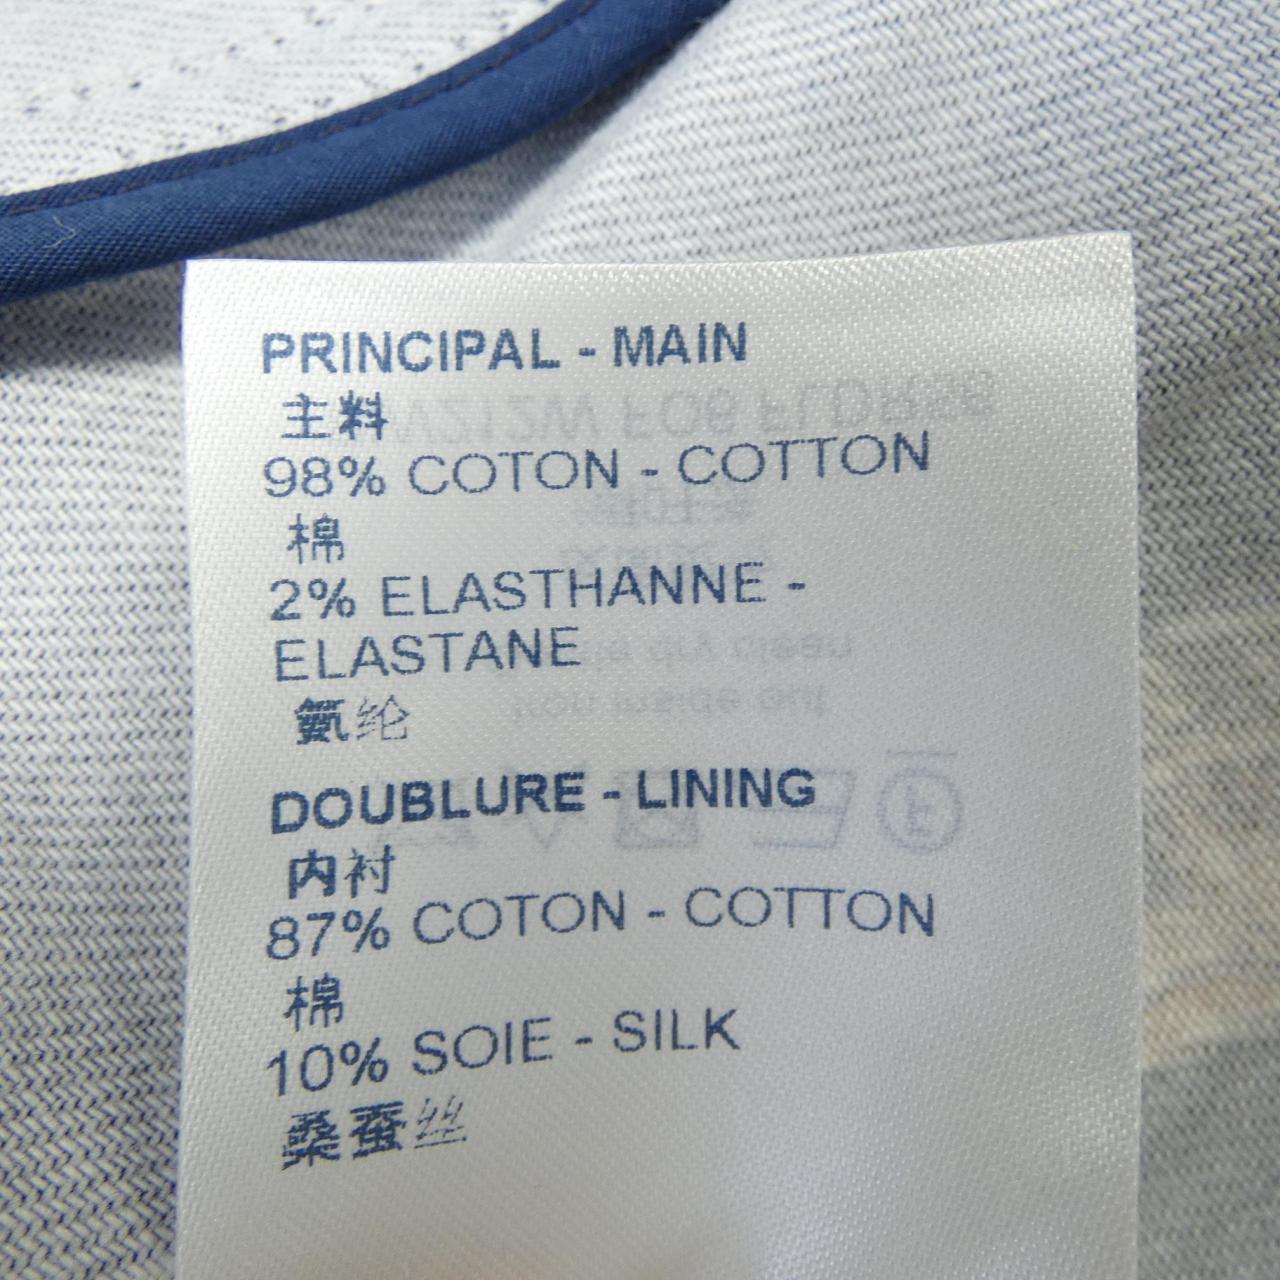 PRINCIPAL - MAIN
主料
98% COTON - COTTON
棉
2% ELASTHANNE -
ELASTANE
氨纶
DOUBLURE - LINING
内衬
87% COTON - COTTON
棉
10% SOIE - SILK
桑蚕丝